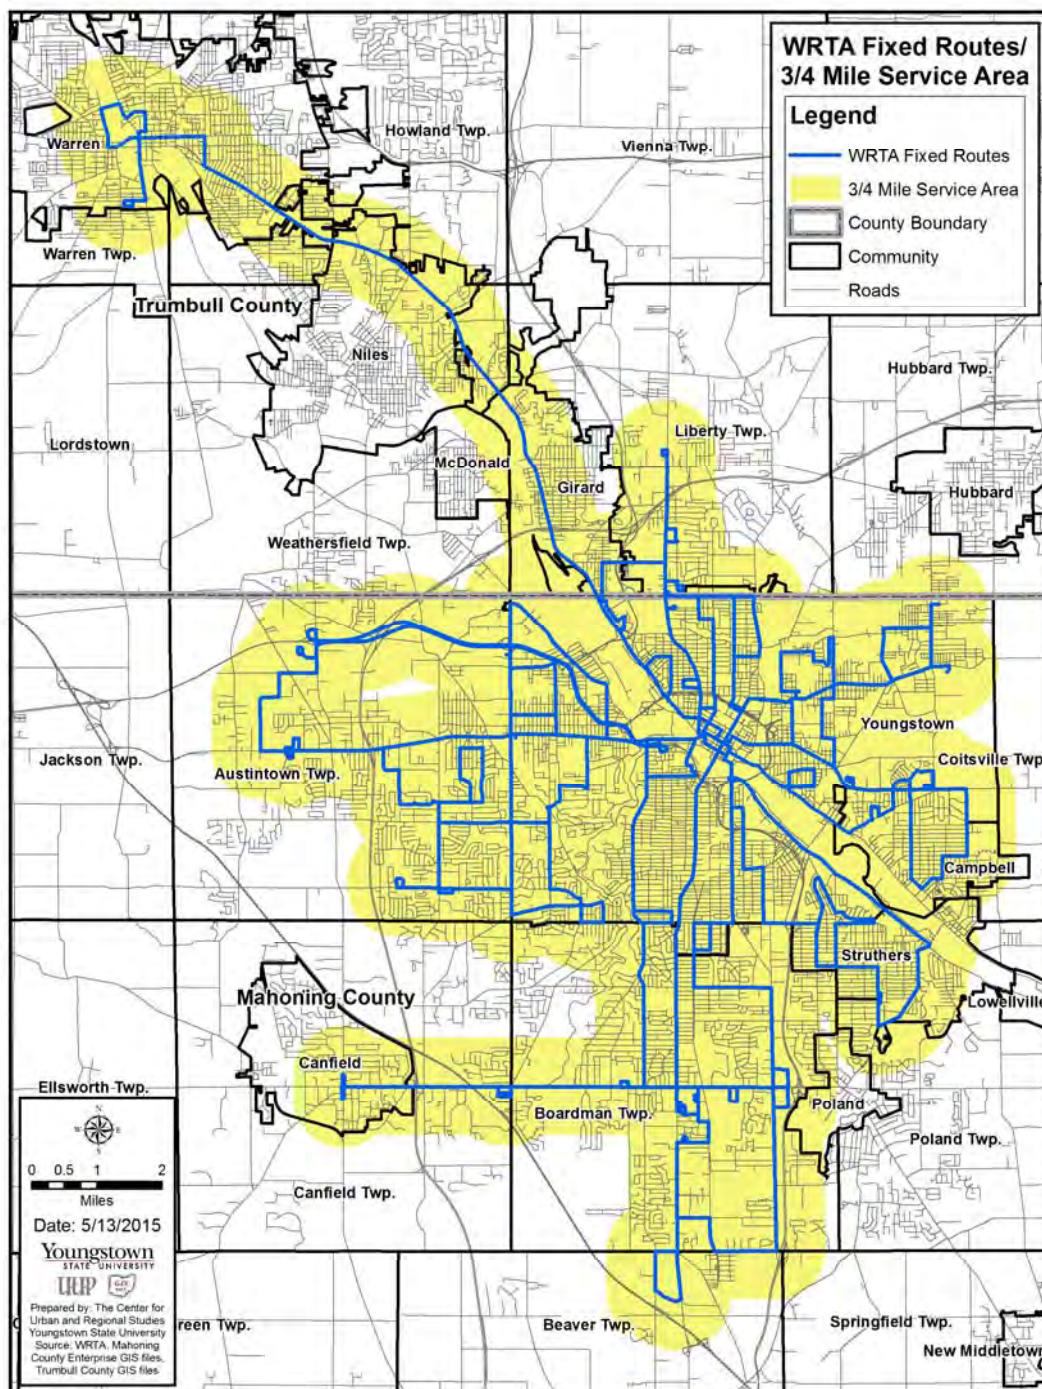 WRTA Fixed Routes/
3/4 Mile Service Area
Legend
WRTA Fixed Routes
3/4 Mile Service Area
County Boundary
Community
Roads
Howland Twp.
Vienna Twp.
Warren
Warren Twp.
Trumbull County
Niles
Hubbard Twp.
Lordstown
Liberty Twp.
McDonald
Girard
Hubbard
Weathersfield Twp.
Youngstown
Jackson Twp.
Austintown Twp.
Coitsville Twp
Campbell
Struthers
Mahoning County
Lowellville
Canfield
Ellsworth Twp.
Boardman Twp.
Poland
Poland Twp.
Canfield Twp.
N
W E
S
0 0.5 1 2
Miles
Date: 5/13/2015
Youngstown
STATE UNIVERSITY
Prepared by: The Center for
Urban and Regional Studies
Youngstown State University
Source: WRTA, Mahoning
County Enterprise GIS files,
Trumbull County GIS files
reen Twp.
Beaver Twp.
Springfield Twp.
New Middletown